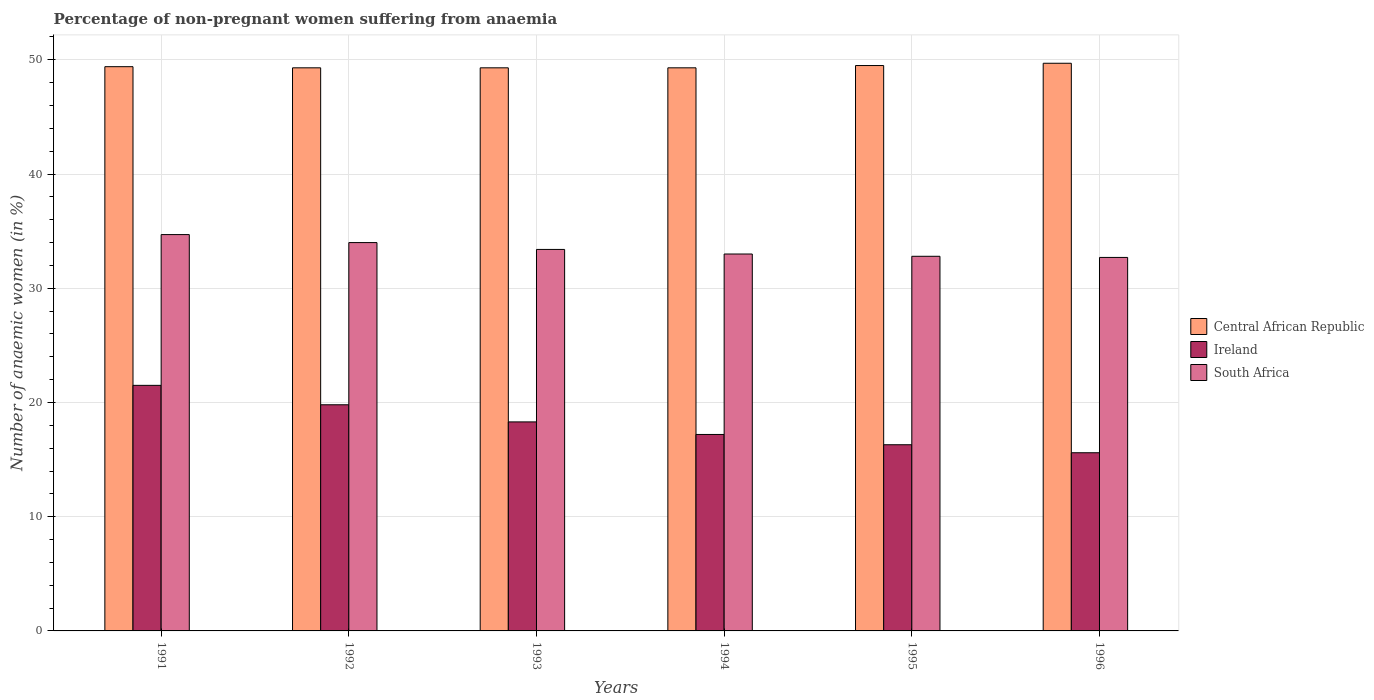 Percentage of non-pregnant women suffering from anaemia
Number of anaemic women (in %)
50
40
30
20
10
0
1991
1992
1993
1994
1995
1996
Years
Central African Republic
Ireland
South Africa